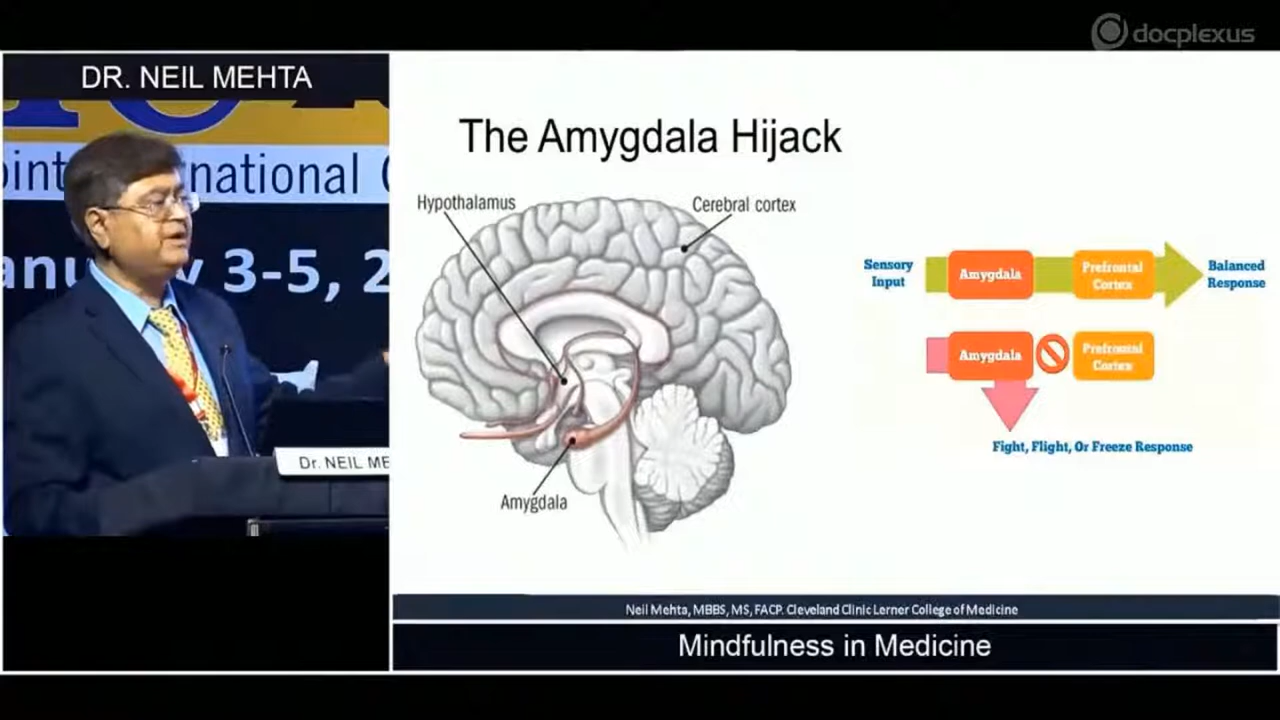 docplexus
DR. NEIL MEHTA
national
3-5, 2
Dr. NEIL ME
The Amygdala Hijack
Hypothalamus
Cerebral cortex
Amygdala
Sensory
Input
Amygdala
Prefrontal
Cortex
Balanced
Response
Amygdala
Prefrontal
Cortex
Fight, Flight, Or Freeze Response
Neil Mehta, MBBS, MS, FACP. Cleveland Clinic Lerner College of Medicine
Mindfulness in Medicine